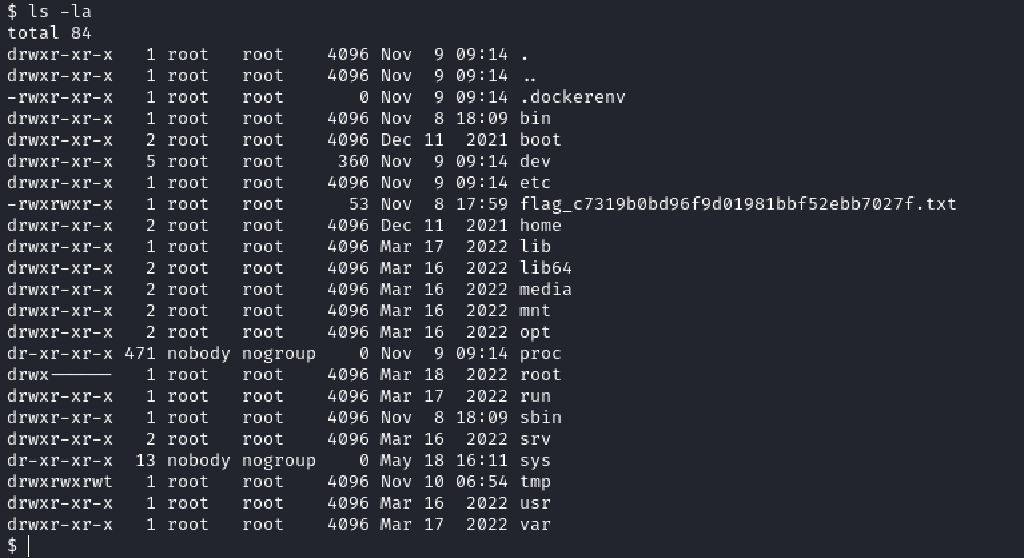 $ ls -la
total 84
drwxr-xr-x   1 root   root    4096 Nov  9 09:14 .
drwxr-xr-x   1 root   root    4096 Nov  9 09:14 ..
-rwxr-xr-x   1 root   root       0 Nov  9 09:14 .dockerenv
drwxr-xr-x   1 root   root    4096 Nov  8 18:09 bin
drwxr-xr-x   2 root   root    4096 Dec 11  2021 boot
drwxr-xr-x   5 root   root     360 Nov  9 09:14 dev
drwxr-xr-x   1 root   root    4096 Nov  9 09:14 etc
-rwxrwxr-x   1 root   root      53 Nov  8 17:59 flag_c7319b0bd96f9d01981bbf52ebb7027f.txt
drwxr-xr-x   2 root   root    4096 Dec 11  2021 home
drwxr-xr-x   1 root   root    4096 Mar 17  2022 lib
drwxr-xr-x   2 root   root    4096 Mar 16  2022 lib64
drwxr-xr-x   2 root   root    4096 Mar 16  2022 media
drwxr-xr-x   2 root   root    4096 Mar 16  2022 mnt
drwxr-xr-x   2 root   root    4096 Mar 16  2022 opt
dr-xr-xr-x 471 nobody nogroup    0 Nov  9 09:14 proc
drwx------   1 root   root    4096 Mar 18  2022 root
drwxr-xr-x   1 root   root    4096 Mar 17  2022 run
drwxr-xr-x   1 root   root    4096 Nov  8 18:09 sbin
drwxr-xr-x   2 root   root    4096 Mar 16  2022 srv
dr-xr-xr-x  13 nobody nogroup    0 May 18 16:11 sys
drwxrwxrwt   1 root   root    4096 Nov 10 06:54 tmp
drwxr-xr-x   1 root   root    4096 Mar 16  2022 usr
drwxr-xr-x   1 root   root    4096 Mar 17  2022 var
$